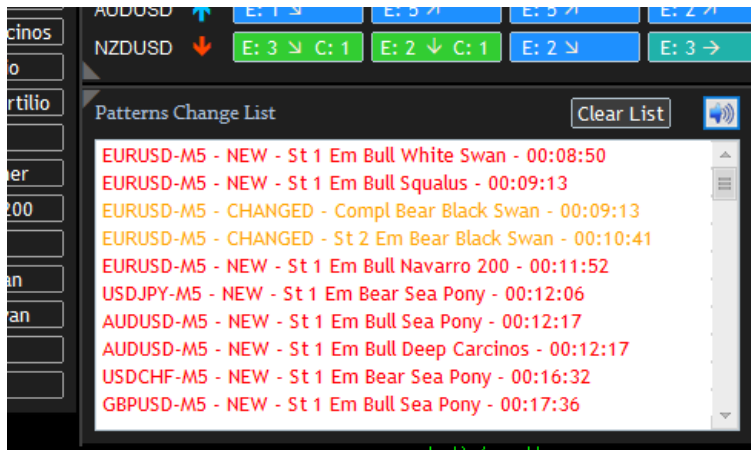 AUDUSD E: 1 ↘ E: 5 ↗ E: 5 ↗ E: 2 ↗
cinos
NZDUSD E: 3 ↘ C: 1 E: 2 ↓ C: 1 E: 2 ↘ E: 3 →
rtilio
Patterns Change List Clear List
EURUSD-M5 - NEW - St 1 Em Bull White Swan - 00:08:50
EURUSD-M5 - NEW - St 1 Em Bull Squalus - 00:09:13
200
EURUSD-M5 - CHANGED - Compl Bear Black Swan - 00:09:13
EURUSD-M5 - CHANGED - St 2 Em Bear Black Swan - 00:10:41
EURUSD-M5 - NEW - St 1 Em Bull Navarro 200 - 00:11:52
an
USDJPY-M5 - NEW - St 1 Em Bear Sea Pony - 00:12:06
van
AUDUSD-M5 - NEW - St 1 Em Bull Sea Pony - 00:12:17
AUDUSD-M5 - NEW - St 1 Em Bull Deep Carcinos - 00:12:17
USDCHF-M5 - NEW - St 1 Em Bear Sea Pony - 00:16:32
GBPUSD-M5 - NEW - St 1 Em Bull Sea Pony - 00:17:36